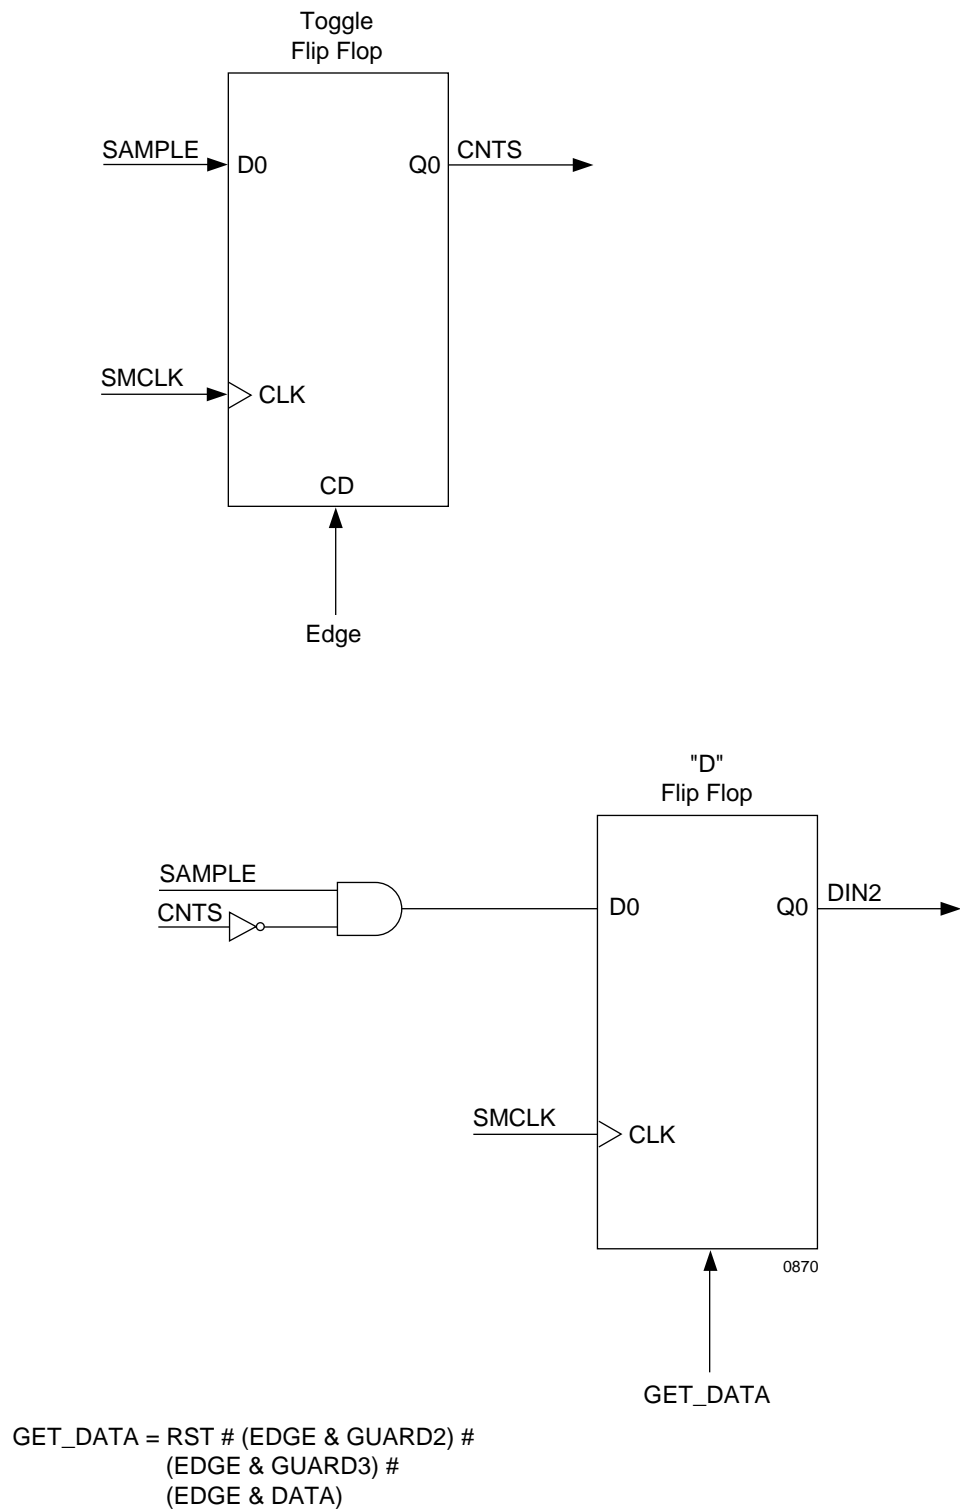 Toggle
Flip Flop
SAMPLE
D0
Q0
CNTS
SMCLK
CLK
CD
Edge
"D"
Flip Flop
SAMPLE
CNTS
D0
Q0
DIN2
SMCLK
CLK
0870
GET_DATA
GET_DATA = RST # (EDGE & GUARD2) #
(EDGE & GUARD3) #
(EDGE & DATA)